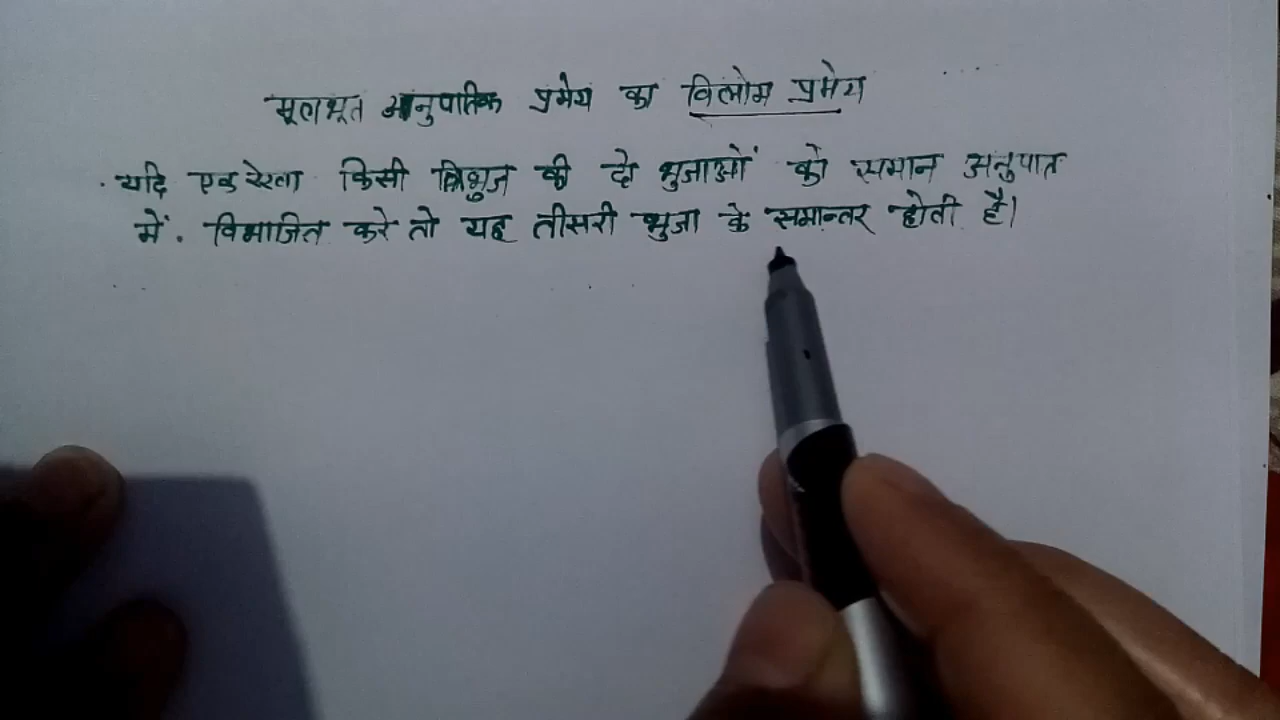 मूलभूत आनुपातिक प्रमेय का विलोम प्रमेय
यदि एक रेखा किसी त्रिभुज की दो भुजाओं को समान अनुपात
में विभाजित करे तो यह तीसरी भुजा के समान्तर होती है।